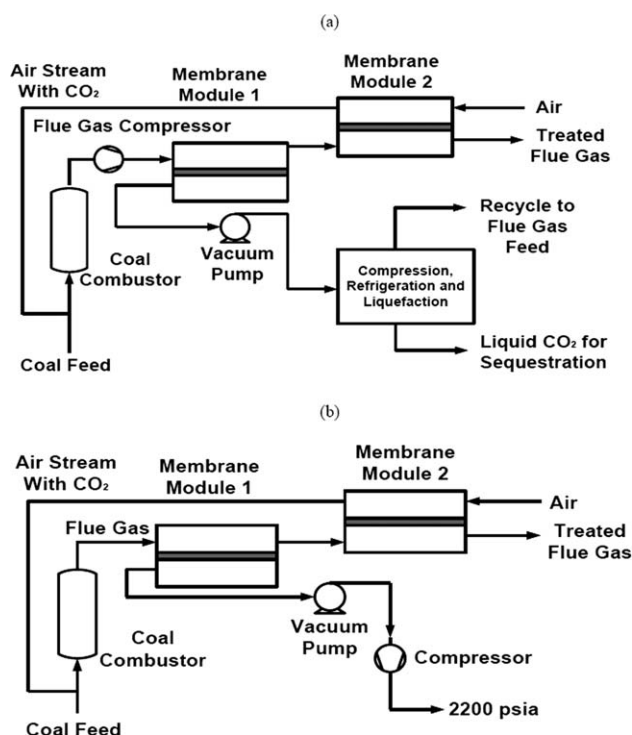 (a)
Air Stream
With CO₂
Membrane
Module 1
Membrane
Module 2
Flue Gas Compressor
Air
Treated
Flue Gas
Coal
Combustor
Vacuum
Pump
Recycle to
Flue Gas
Feed
Compression,
Refrigeration and
Liquefaction
Liquid CO₂ for
Sequestration
Coal Feed
(b)
Air Stream
With CO₂
Membrane
Module 1
Membrane
Module 2
Flue Gas
Air
Treated
Flue Gas
Coal
Combustor
Vacuum
Pump
Compressor
2200 psia
Coal Feed